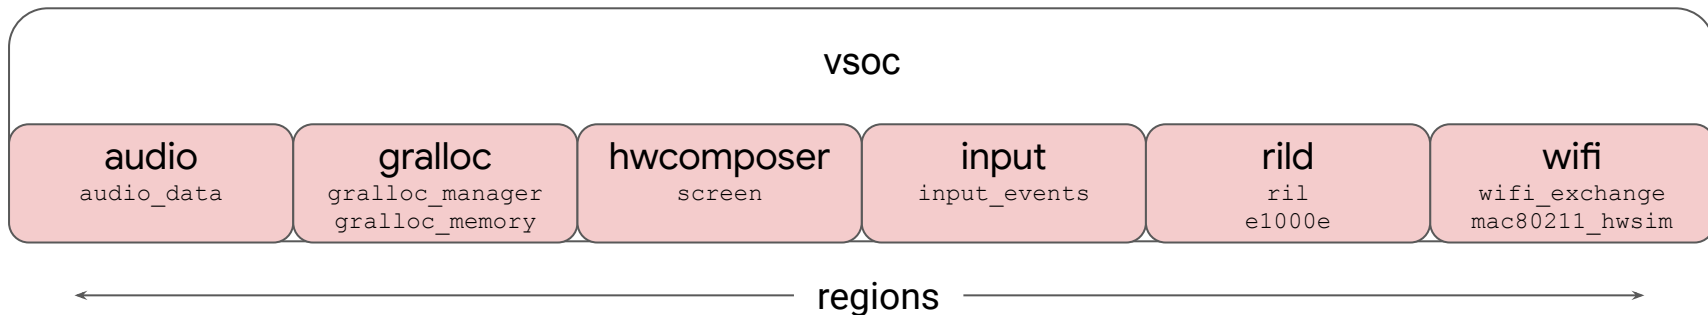 vsoc
audio
audio_data
gralloc
gralloc_manager
gralloc_memory
hwcomposer
screen
input
input_events
rild
ril
e1000e
wifi
wifi_exchange
mac80211_hwsim
regions